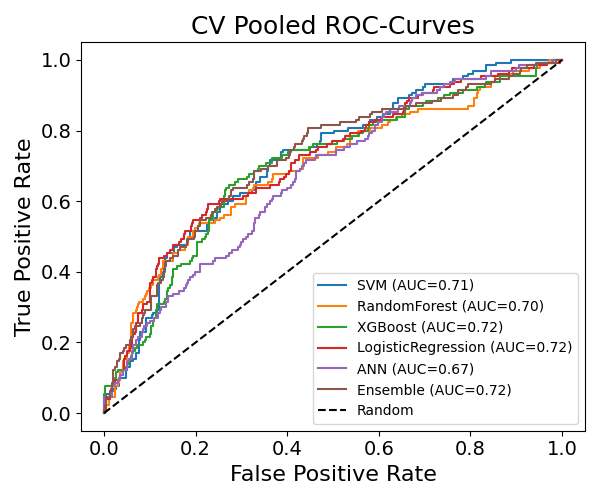 CV Pooled ROC-Curves
True Positive Rate
1.0
0.8
0.6
0.4
0.2
0.0
SVM (AUC=0.71)
RandomForest (AUC=0.70)
XGBoost (AUC=0.72)
LogisticRegression (AUC=0.72)
ANN (AUC=0.67)
Ensemble (AUC=0.72)
Random
0.0 0.2 0.4 0.6 0.8 1.0
False Positive Rate